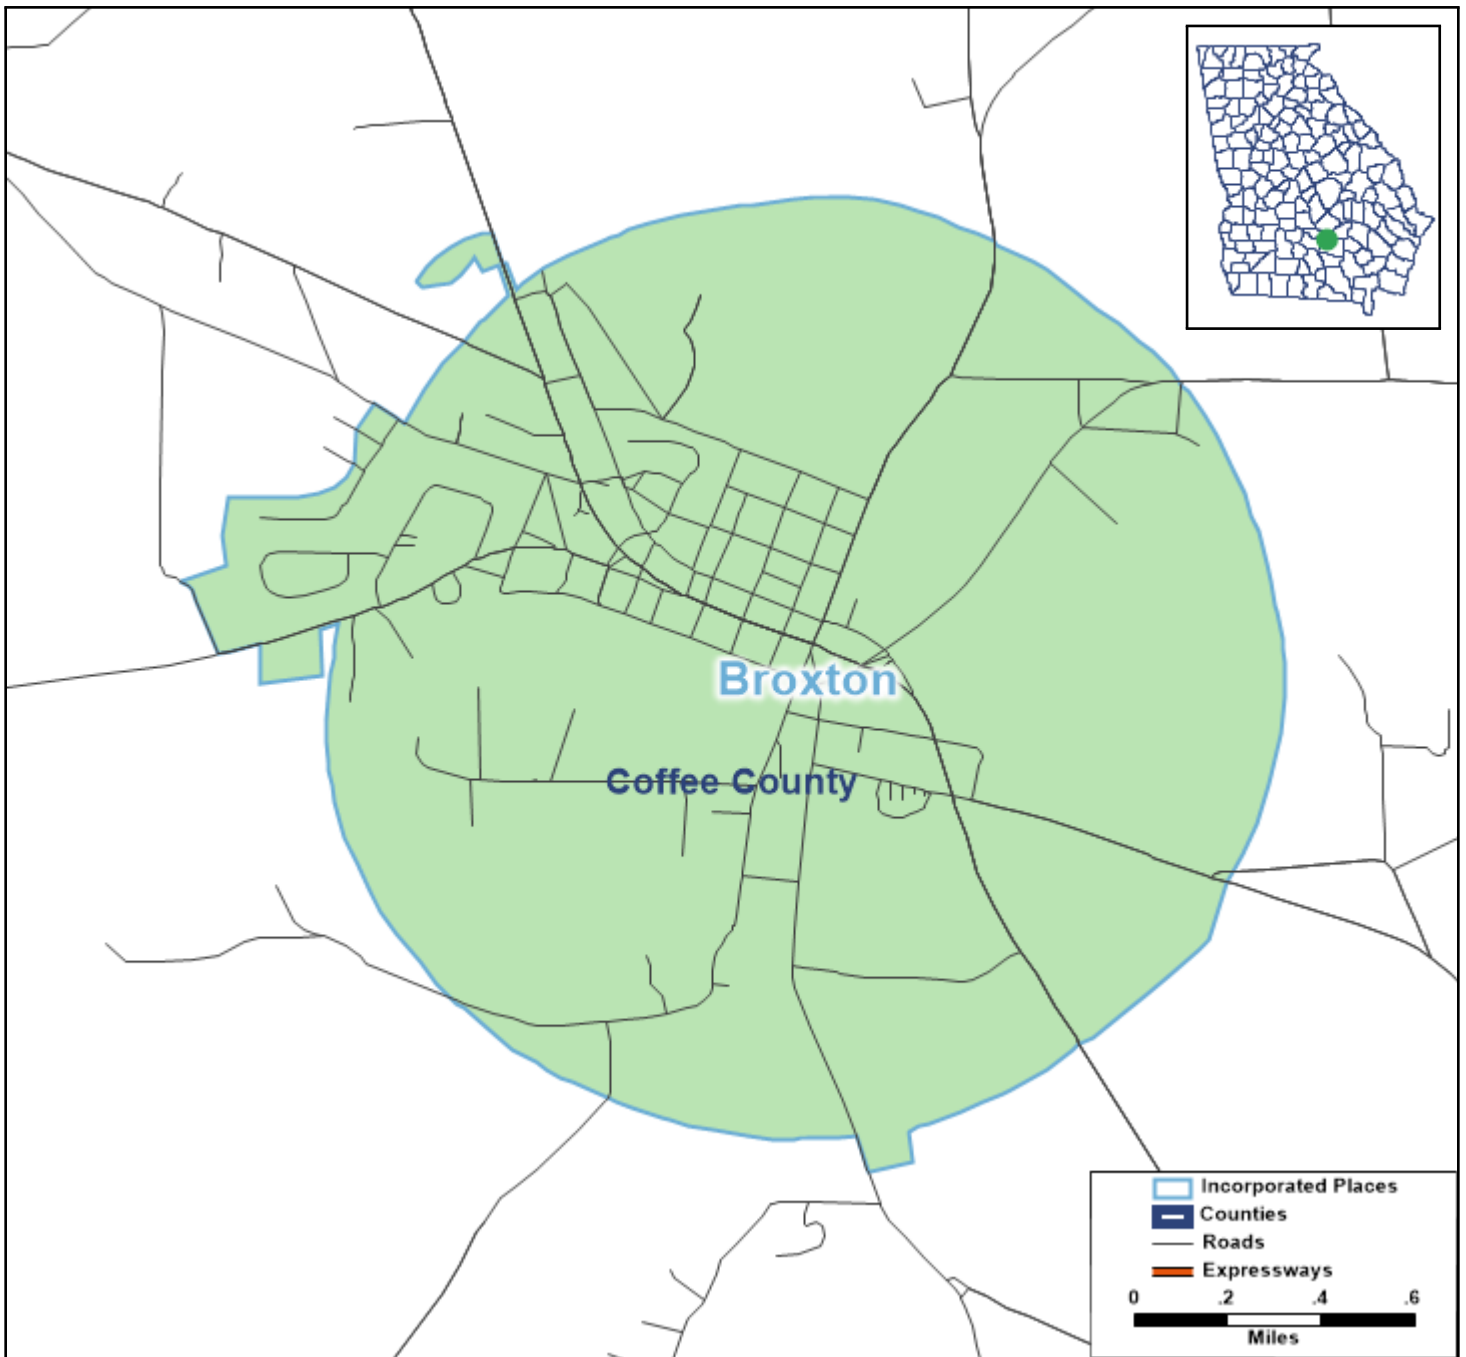 Broxton
Coffee County
Incorporated Places
Counties
Roads
Expressways
0 .2 .4 .6
Miles